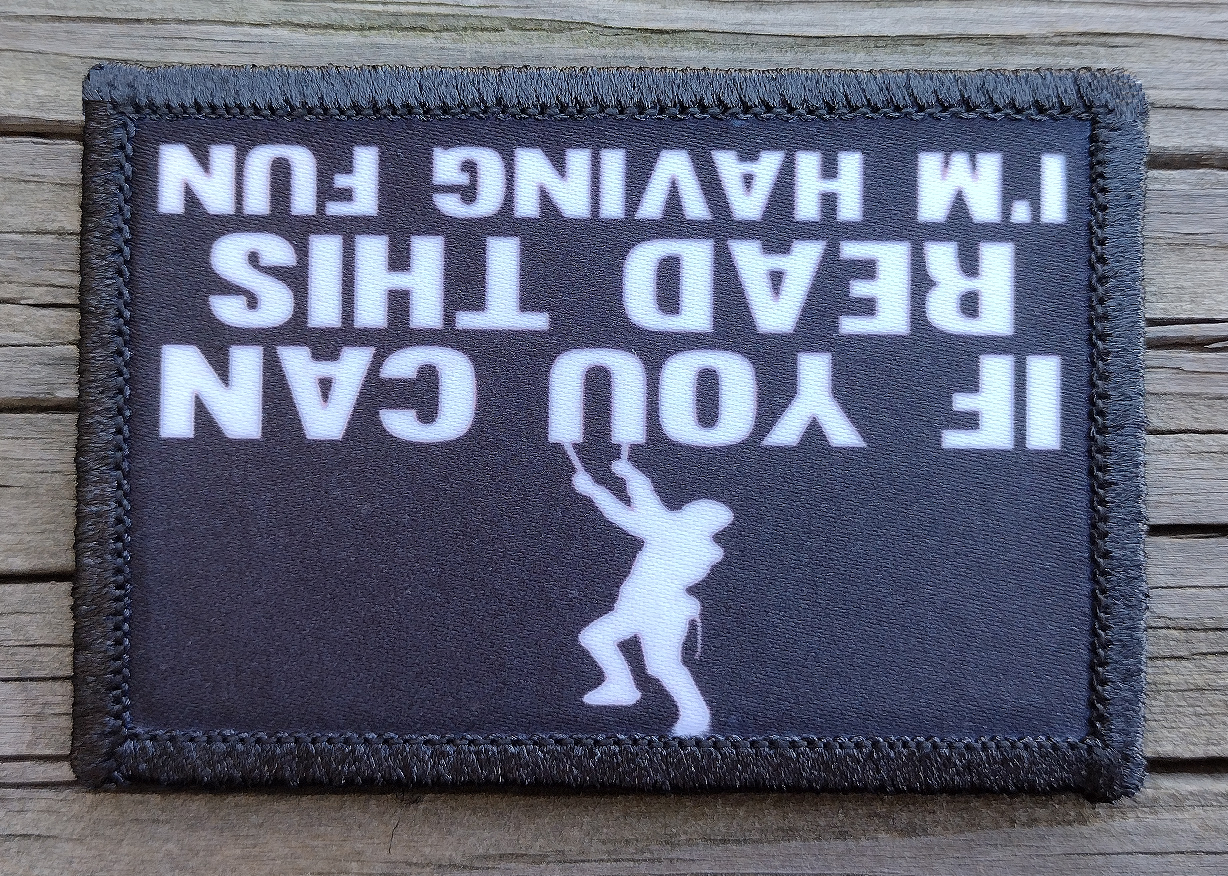 IF YOU CAN
READ THIS
I'M HAVING FUN